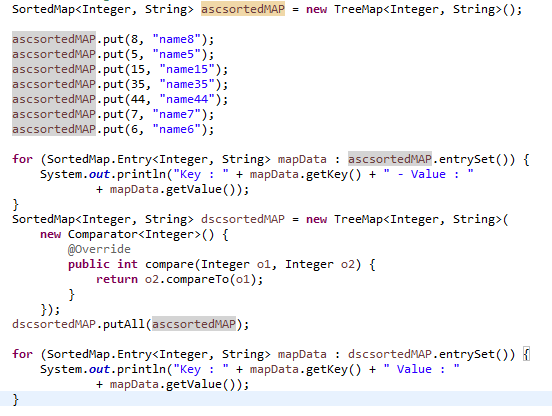 SortedMap<Integer, String> ascsortedMAP = new TreeMap<Integer, String>();
ascsortedMAP.put(8, "name8");
ascsortedMAP.put(5, "name5");
ascsortedMAP.put(15, "name15");
ascsortedMAP.put(35, "name35");
ascsortedMAP.put(44, "name44");
ascsortedMAP.put(7, "name7");
ascsortedMAP.put(6, "name6");
for (SortedMap.Entry<Integer, String> mapData : ascsortedMAP.entrySet()) {
System.out.println("Key : " + mapData.getKey() + " - Value : "
+ mapData.getValue());
}
SortedMap<Integer, String> dscsortedMAP = new TreeMap<Integer, String>(
new Comparator<Integer>() {
@Override
public int compare(Integer o1, Integer o2) {
return o2.compareTo(o1);
}
});
dscsortedMAP.putAll(ascsortedMAP);
for (SortedMap.Entry<Integer, String> mapData : dscsortedMAP.entrySet()) {
System.out.println("Key : " + mapData.getKey() + " Value : "
+ mapData.getValue());
}